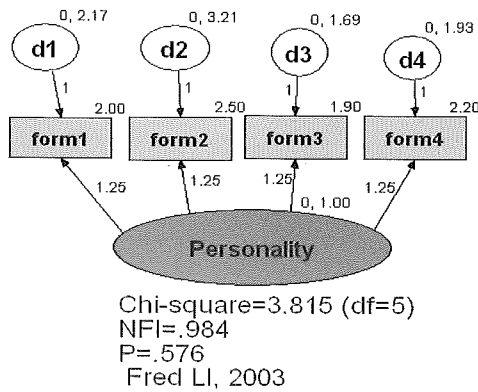 0, 2.17 0, 3.21 0, 1.69 0, 1.93
d1 d2 d3 d4
1 1 1 1
2.00 2.50 1.90 2.20
form1 form2 form3 form4
1.25 1.25 1.25 1.25
0, 1.00
Personality
Chi-square=3.815 (df=5)
NFI=.984
P=.576
Fred LI, 2003